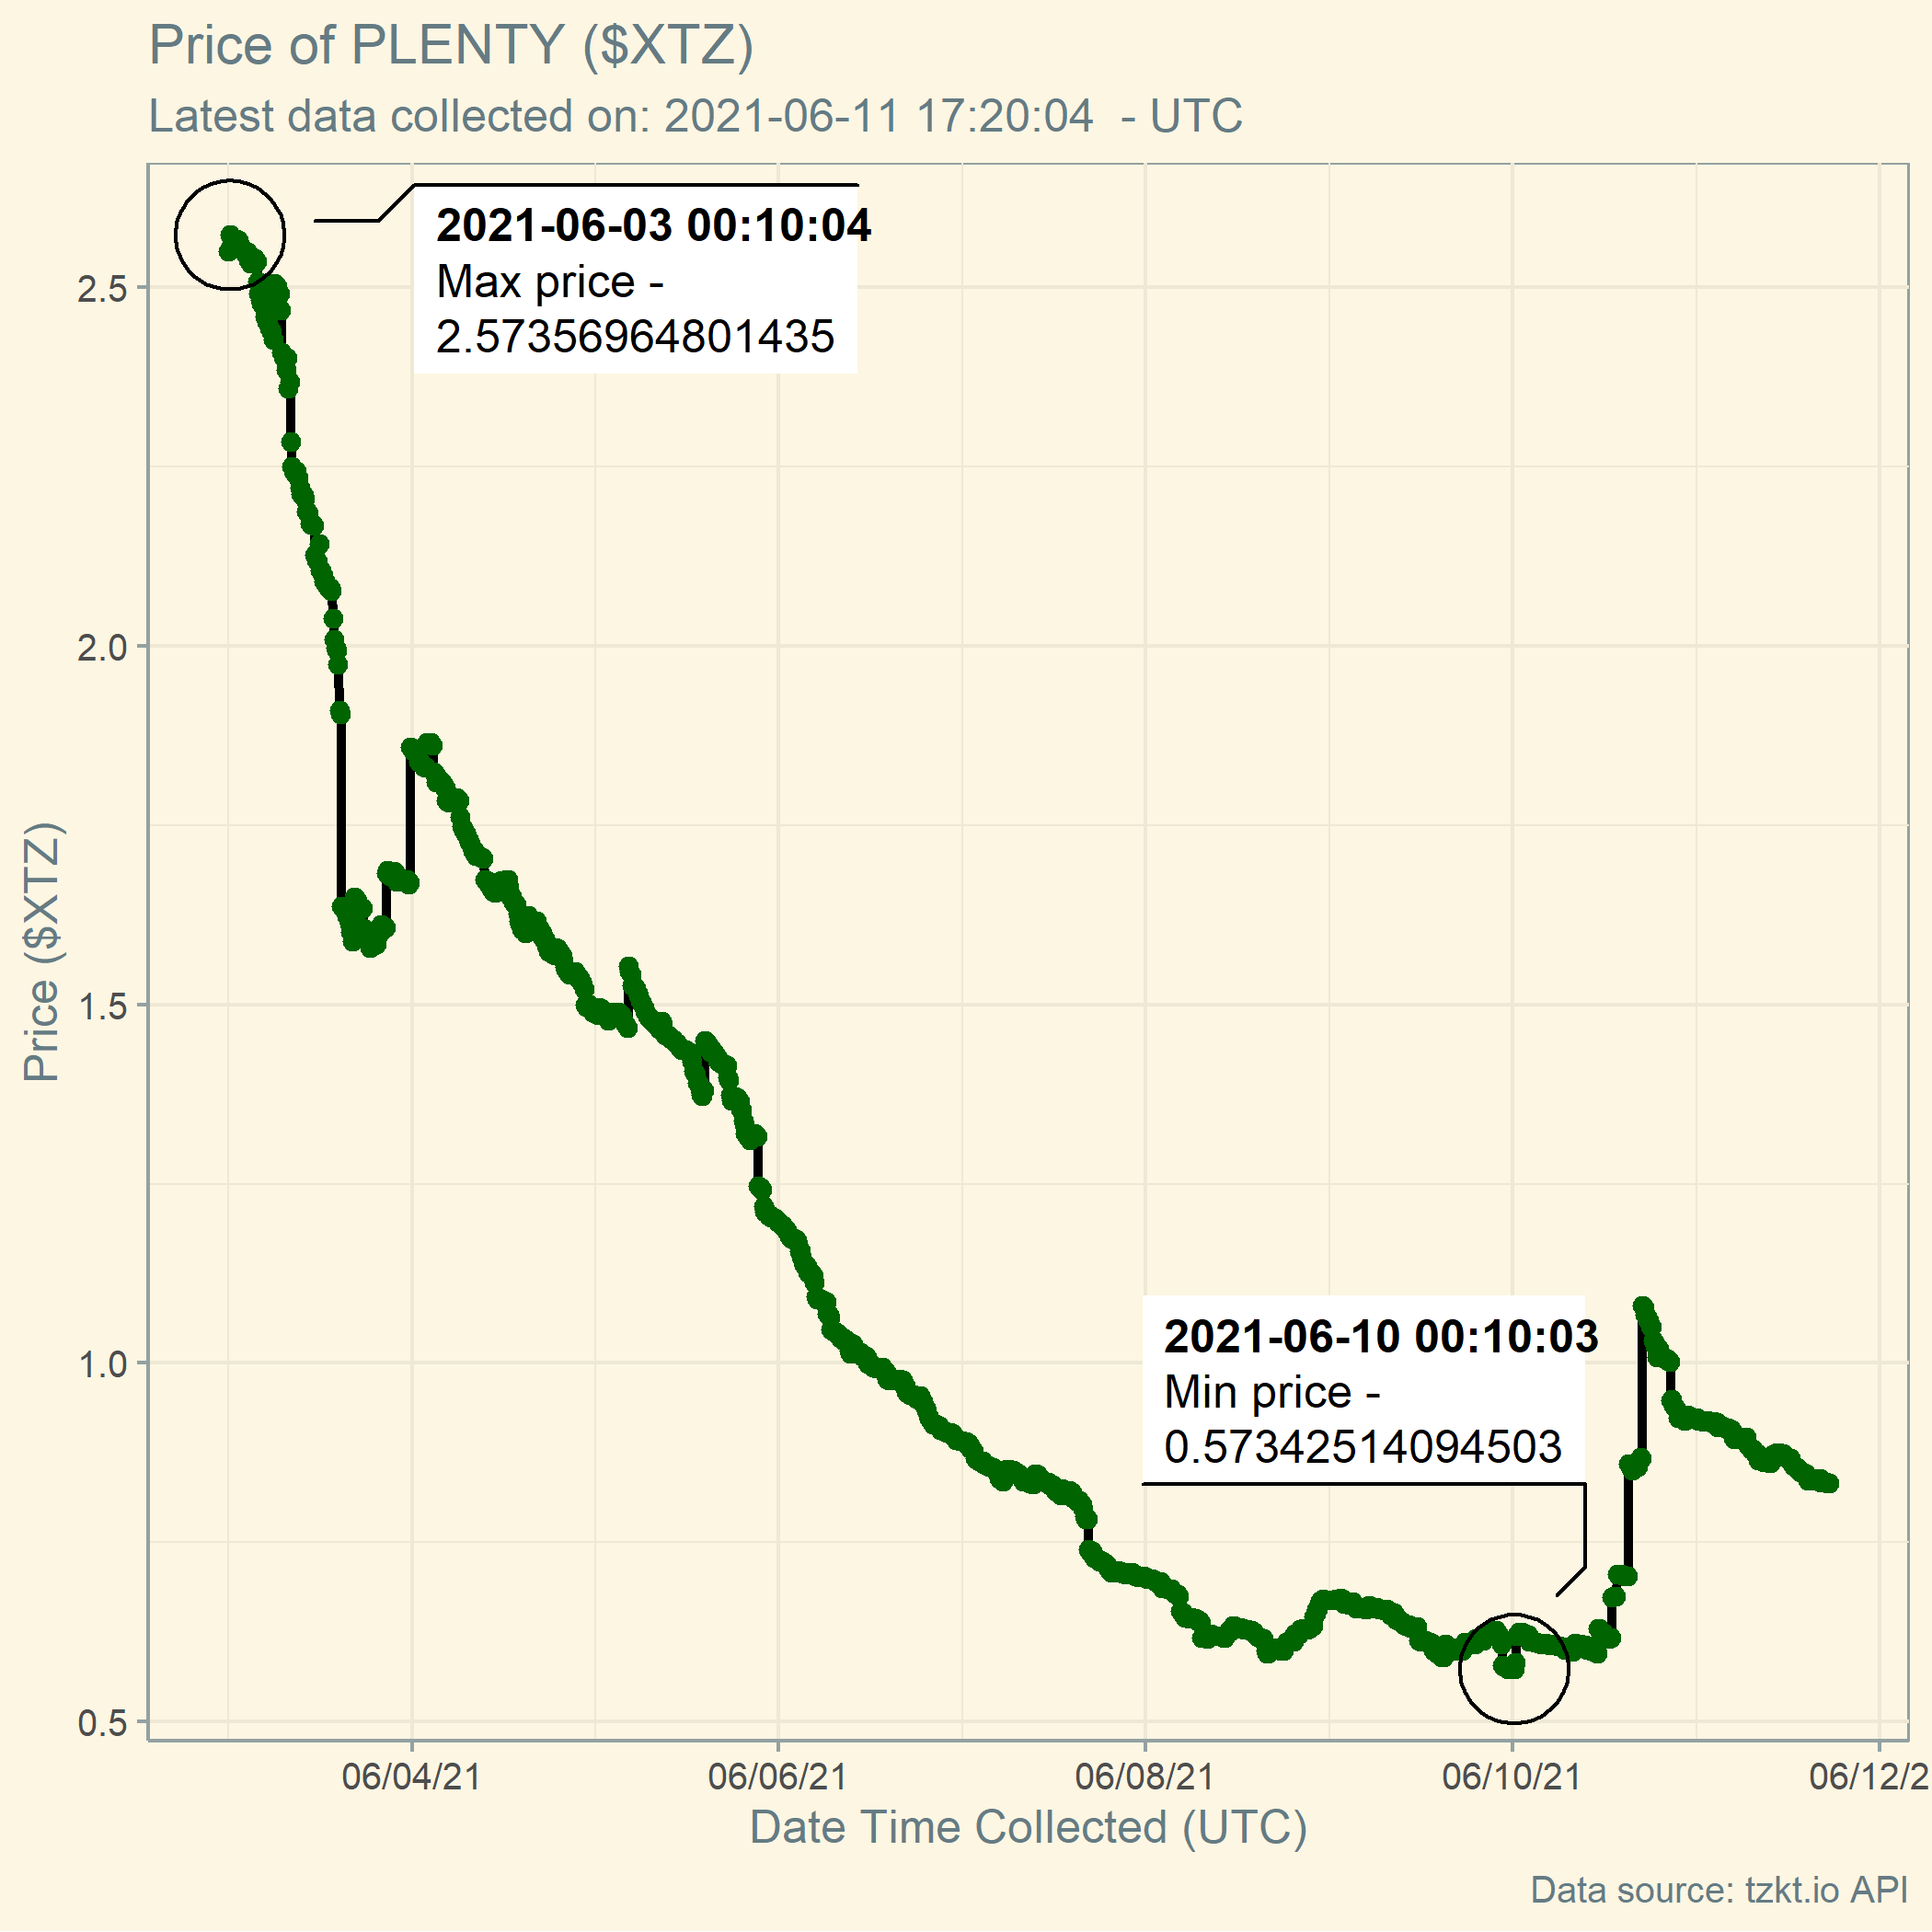 Price of PLENTY ($XTZ)
Latest data collected on: 2021-06-11 17:20:04  - UTC
2021-06-03 00:10:04
Max price -
2.57356964801435
2.5
2.0
1.5
1.0
0.5
Price ($XTZ)
2021-06-10 00:10:03
Min price -
0.57342514094503
06/04/21
06/06/21
06/08/21
06/10/21
06/12/2
Date Time Collected (UTC)
Data source: tzkt.io API